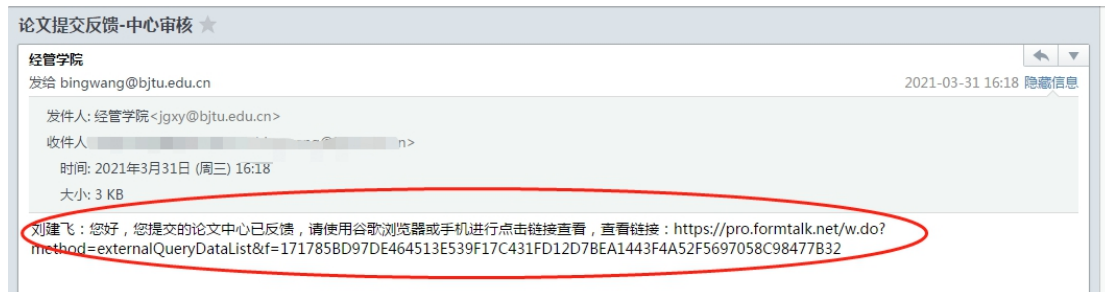 论文提交反馈-中心审核
经管学院
发给 bingwang@bjtu.edu.cn
2021-03-31 16:18 隐藏信息
发件人: 经管学院<jgxy@bjtu.edu.cn>
收件人
n>
时间: 2021年3月31日 (周三) 16:18
大小: 3 KB
刘建飞：您好，您提交的论文中心已反馈，请使用谷歌浏览器或手机进行点击链接查看，查看链接：https://pro.formtalk.net/w.do?
method=externalQueryDataList&f=171785BD97DE464513E539F17C431FD12D7BEA1443F4A52F5697058C98477B32